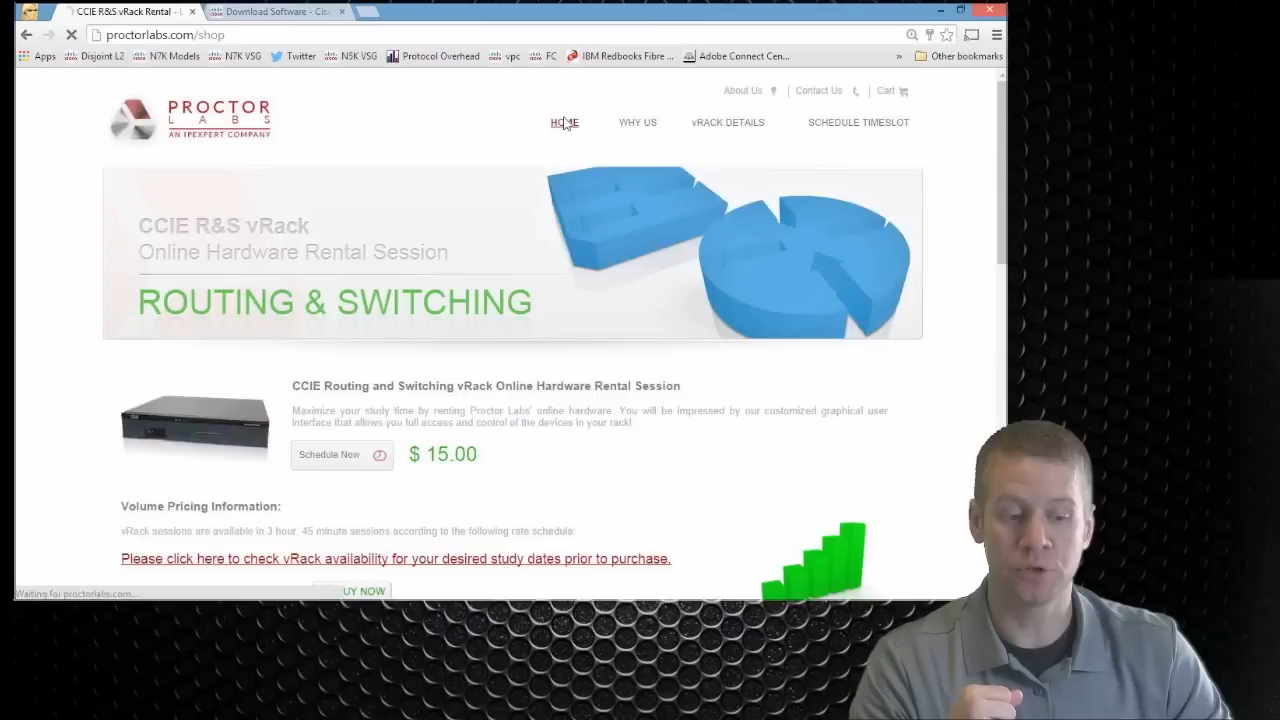 CCIE R&S vRack Rental - I
Download Software - Cisc
proctorlabs.com/shop
Apps
Disjoint L2
N7K Models
N7K VSG
Twitter
N5K VSG
Protocol Overhead
vpc
FC
IBM Redbooks Fibre ...
Adobe Connect Cen...
»
Other bookmarks
About Us
Contact Us
Cart
PROCTOR
LABS
AN IPEXPERT COMPANY
HOME
WHY US
vRACK DETAILS
SCHEDULE TIMESLOT
CCIE R&S vRack
Online Hardware Rental Session
ROUTING & SWITCHING
CCIE Routing and Switching vRack Online Hardware Rental Session
Maximize your study time by renting Proctor Labs' online hardware. You will be impressed by our customized graphical user
interface that allows you full access and control of the devices in your rack!
Schedule Now
$ 15.00
Volume Pricing Information:
vRack sessions are available in 3 hour, 45 minute sessions according to the following rate schedule.
Please click here to check vRack availability for your desired study dates prior to purchase.
UY NOW
Waiting for proctorlabs.com...